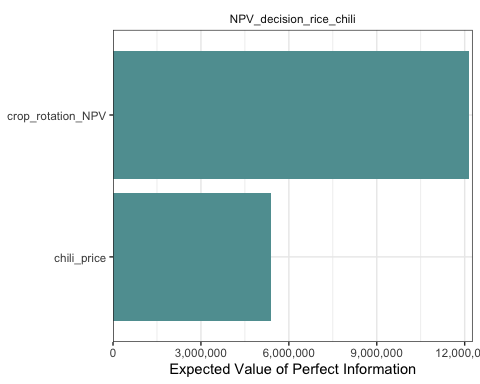 NPV_decision_rice_chili
crop_rotation_NPV
chili_price
0
3,000,000
6,000,000
9,000,000
12,000,0
Expected Value of Perfect Information